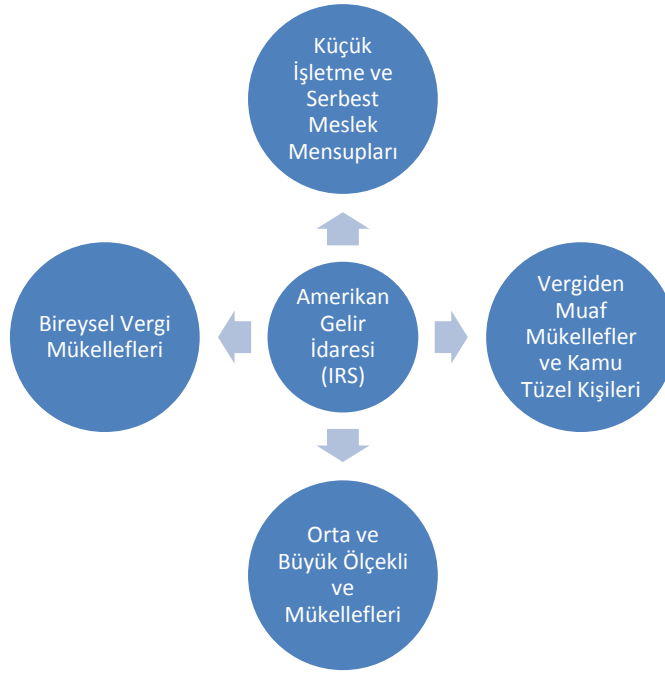 Küçük
İşletme ve
Serbest
Meslek
Mensupları
Bireysel Vergi
Mükellefleri
Amerikan
Gelir
İdaresi
(IRS)
Vergiden
Muaf
Mükellefler
ve Kamu
Tüzel Kişileri
Orta ve
Büyük Ölçekli
ve
Mükellefleri